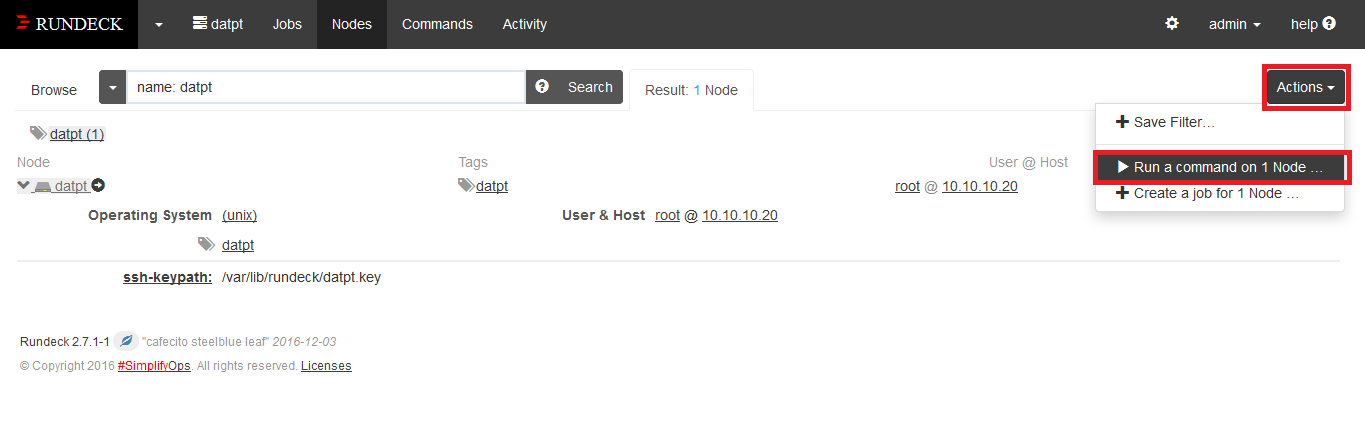 RUNDECK datpt Jobs Nodes Commands Activity admin help
Browse name: datpt Search Result: 1 Node Actions
Save Filter…
datpt (1)
Node Tags User @ Host
Run a command on 1 Node …
datpt datpt root @ 10.10.10.20
Create a job for 1 Node …
Operating System (unix) User & Host root @ 10.10.10.20
datpt
ssh-keypath: /var/lib/rundeck/datpt.key
Rundeck 2.7.1-1 "cafecito steelblue leaf" 2016-12-03
© Copyright 2016 #SimplifyOps. All rights reserved. Licenses